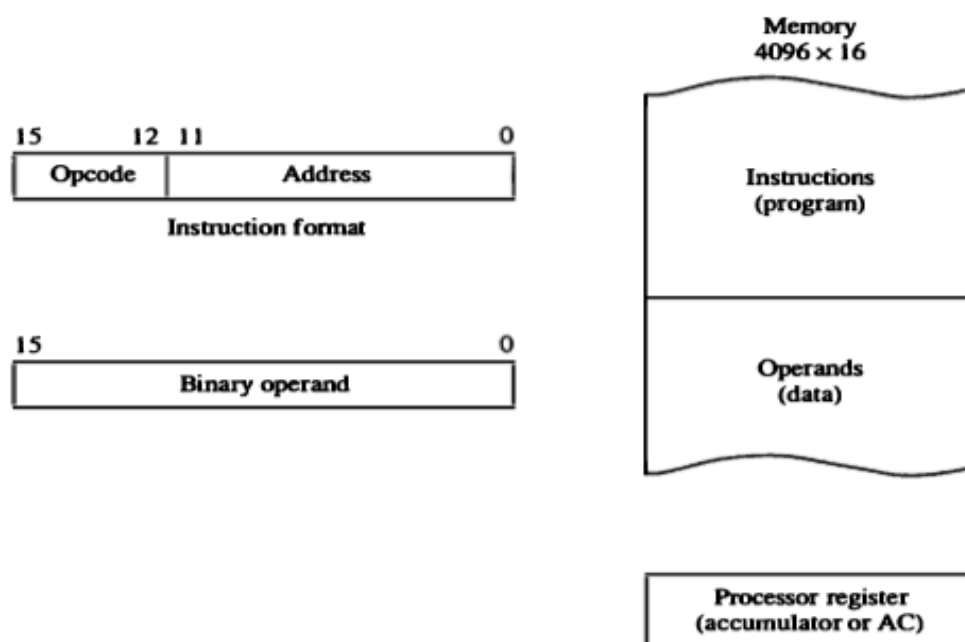 Memory
4096 × 16
15 12 11 0
Opcode Address
Instruction format
Instructions
(program)
15 0
Binary operand
Operands
(data)
Processor register
(accumulator or AC)